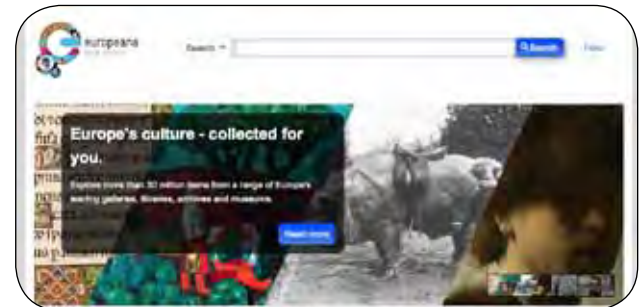 europeana
Search
Search
Europe's culture - collected for
you.
Explore more than 30 million items from a range of Europe's
leading galleries, libraries, archives and museums.
Read more